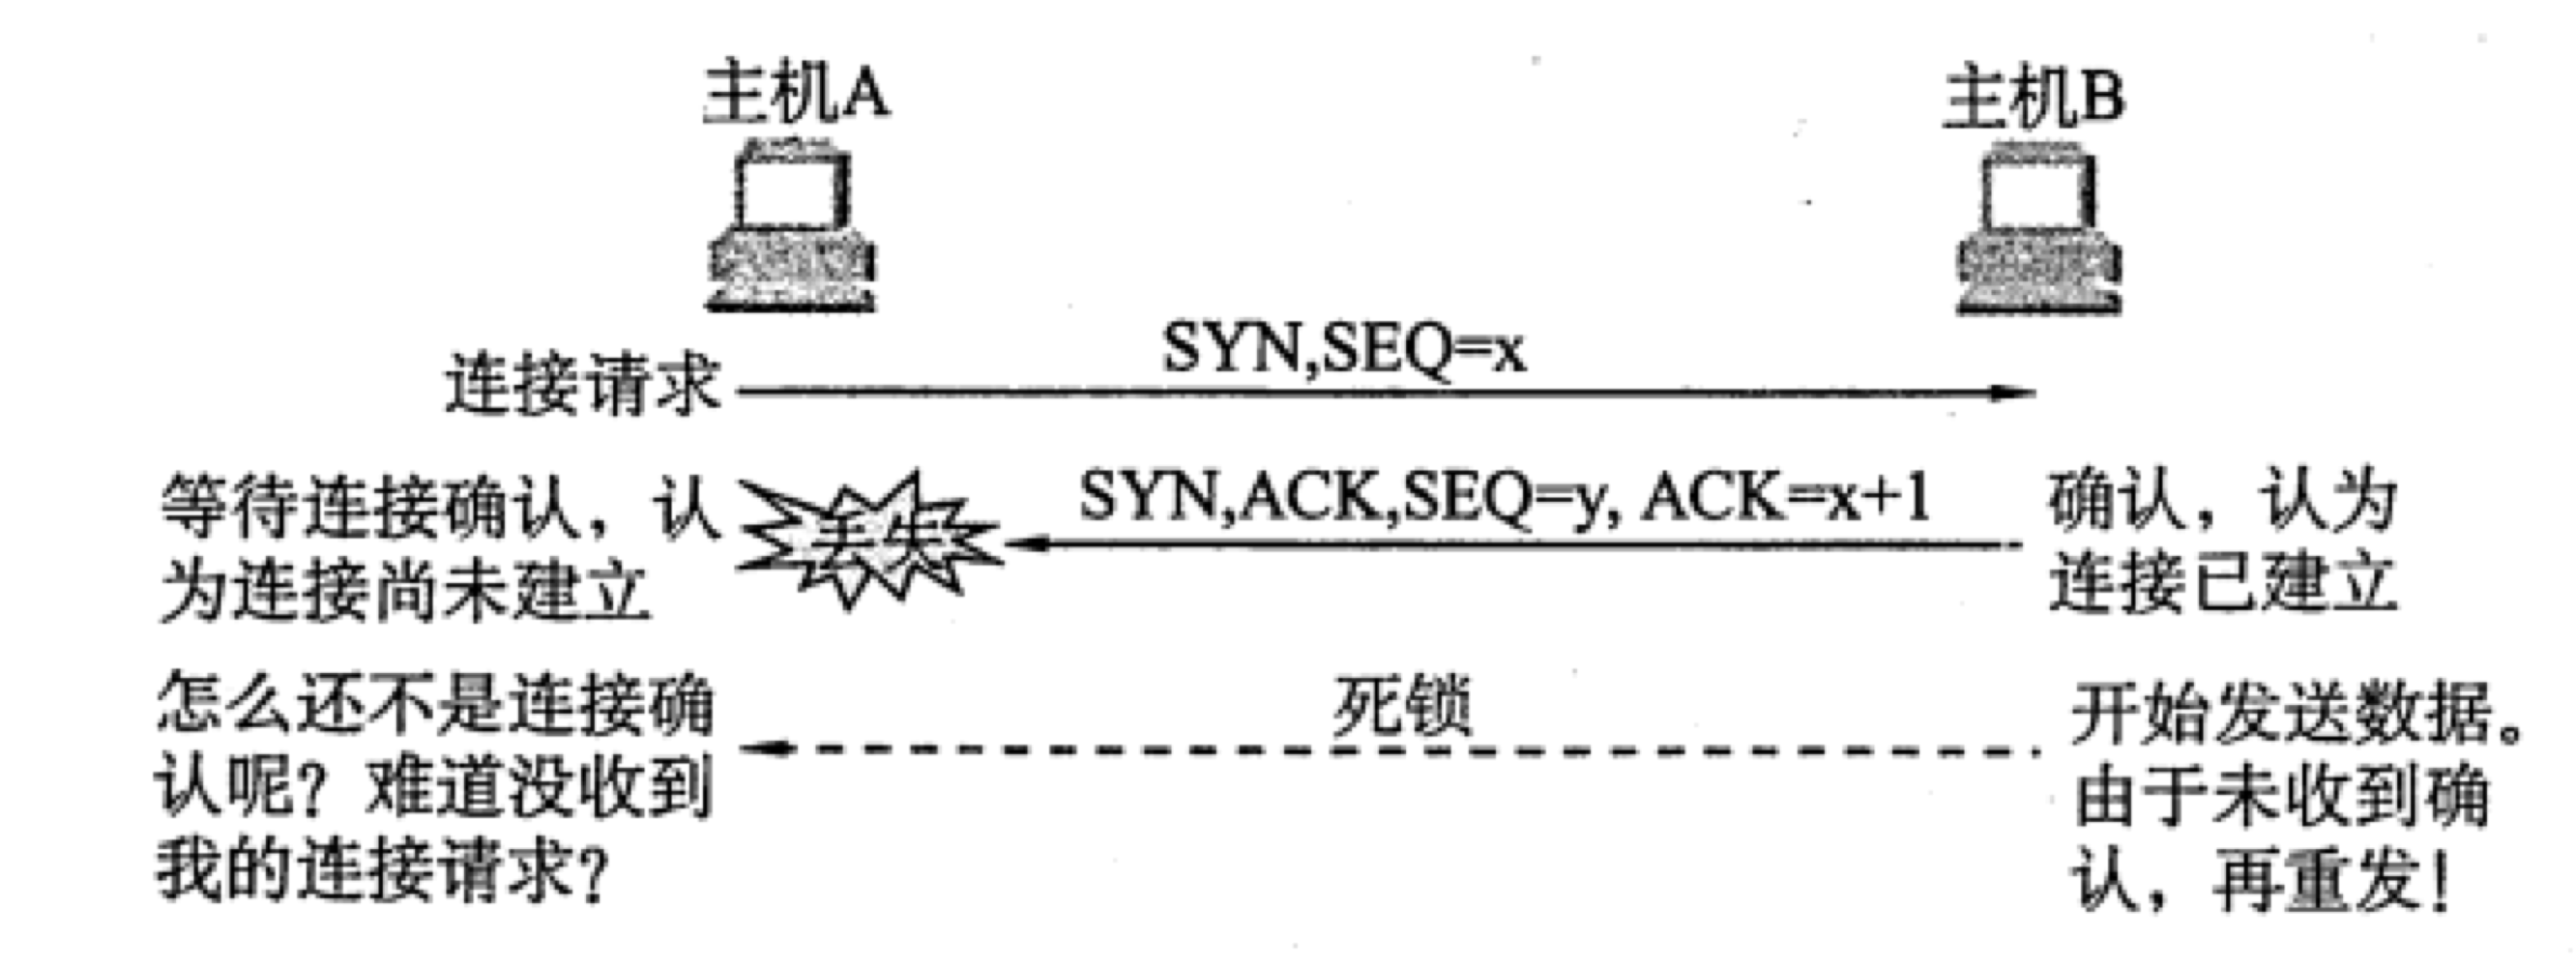 主机A
主机B
SYN,SEQ=x
连接请求
SYN,ACK,SEQ=y, ACK=x+1
等待连接确认，认
为连接尚未建立
丢失
确认，认为
连接已建立
死锁
怎么还不是连接确
认呢？难道没收到
我的连接请求？
开始发送数据。
由于未收到确
认，再重发！